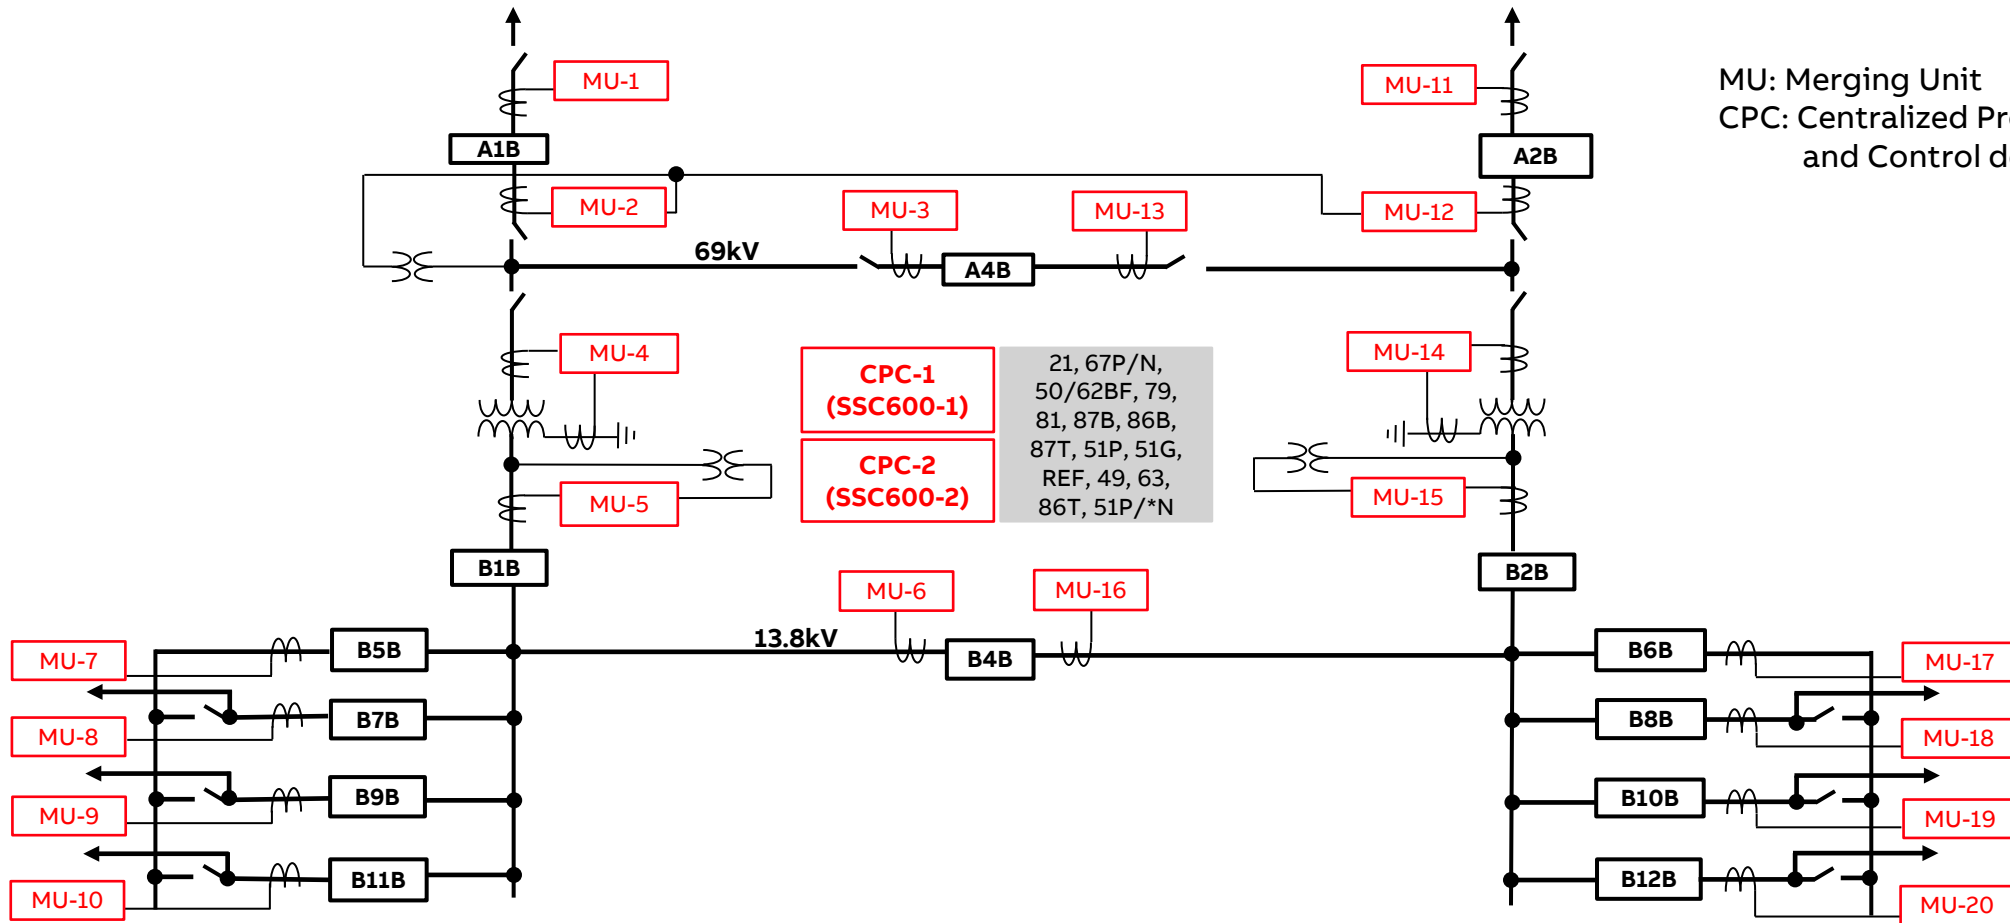 MU-1
MU-11
MU: Merging Unit
CPC: Centralized
and Control
A1B
A2B
MU-2
MU-3
MU-13
MU-12
69kV
A4B
MU-4
MU-14
CPC-1
(SSC600-1)
CPC-2
(SSC600-2)
21, 67P/N,
50/62BF, 79,
81, 87B, 86B,
87T, 51P, 51G,
REF, 49, 63,
86T, 51P/*N
MU-5
MU-15
B1B
B2B
MU-6
MU-16
13.8kV
B4B
MU-7
B5B
B6B
MU-17
MU-8
B7B
B8B
MU-18
MU-9
B9B
B10B
MU-19
MU-10
B11B
B12B
MU-20